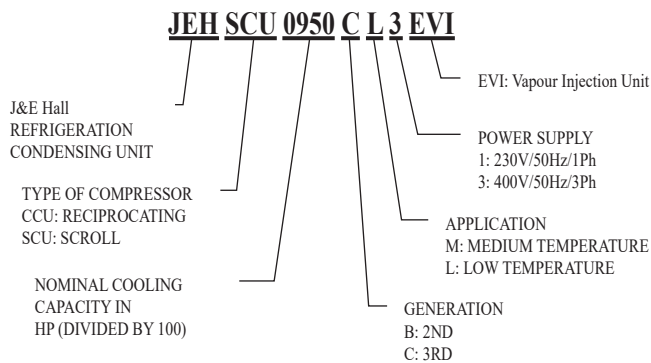 JEH SCU 0950 C L 3 EVI
EVI: Vapour Injection Unit
J&E Hall
REFRIGERATION
CONDENSING UNIT
POWER SUPPLY
1: 230V/50Hz/1Ph
3: 400V/50Hz/3Ph
TYPE OF COMPRESSOR
CCU: RECIPROCATING
SCU: SCROLL
APPLICATION
M: MEDIUM TEMPERATURE
L: LOW TEMPERATURE
NOMINAL COOLING
CAPACITY IN
HP (DIVIDED BY 100)
GENERATION
B: 2ND
C: 3RD